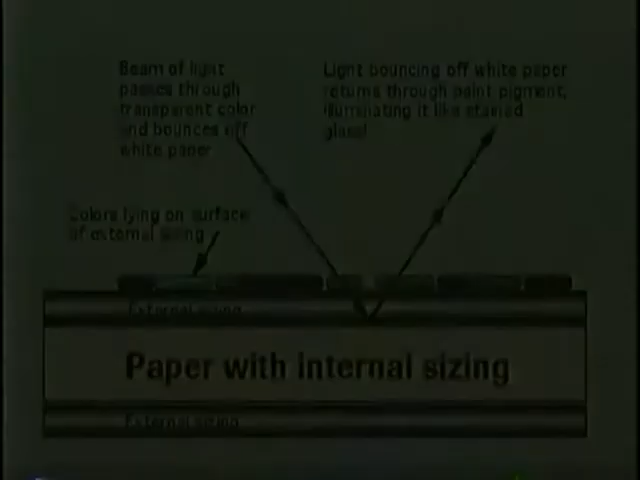 Beam of light
passes through
transparent color
and bounces off
white paper
Light bouncing off white paper
returns through paint pigment,
illuminating it like stained
glass!
Colors lying on surface
of external sizing
External sizing
Paper with internal sizing
External sizing